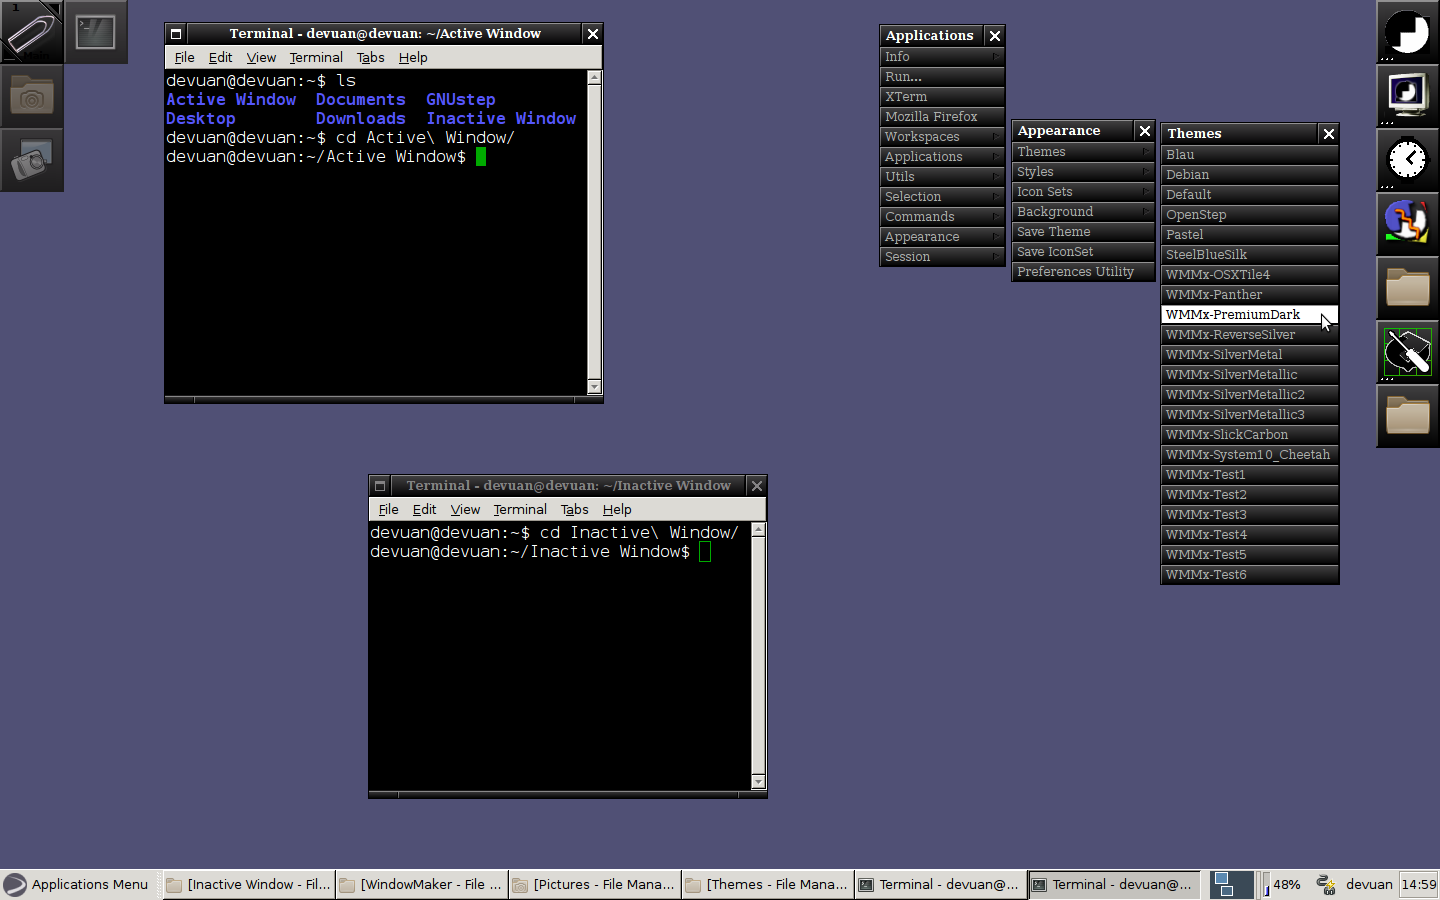 1
Terminal - devuan@devuan: ~/Active Window
File Edit View Terminal Tabs Help
devuan@devuan:~$ ls
Active Window Documents GNUstep
Desktop Downloads Inactive Window
devuan@devuan:~$ cd Active\ Window/
devuan@devuan:~/Active Window$
Terminal - devuan@devuan: ~/Inactive Window
File Edit View Terminal Tabs Help
devuan@devuan:~$ cd Inactive\ Window/
devuan@devuan:~/Inactive Window$
Applications
Info
Run...
XTerm
Mozilla Firefox
Workspaces
Applications
Utils
Selection
Commands
Appearance
Session
Appearance
Themes
Styles
Icon Sets
Background
Save Theme
Save IconSet
Preferences Utility
Themes
Blau
Debian
Default
OpenStep
Pastel
SteelBlueSilk
WMMx-OSXTile4
WMMx-Panther
WMMx-PremiumDark
WMMx-ReverseSilver
WMMx-SilverMetal
WMMx-SilverMetallic
WMMx-SilverMetallic2
WMMx-SilverMetallic3
WMMx-SlickCarbon
WMMx-System10_Cheetah
WMMx-Test1
WMMx-Test2
WMMx-Test3
WMMx-Test4
WMMx-Test5
WMMx-Test6
Applications Menu
[Inactive Window - Fil...
[WindowMaker - File ...
[Pictures - File Mana...
[Themes - File Mana...
Terminal - devuan@...
Terminal - devuan@...
48%
devuan
14:59